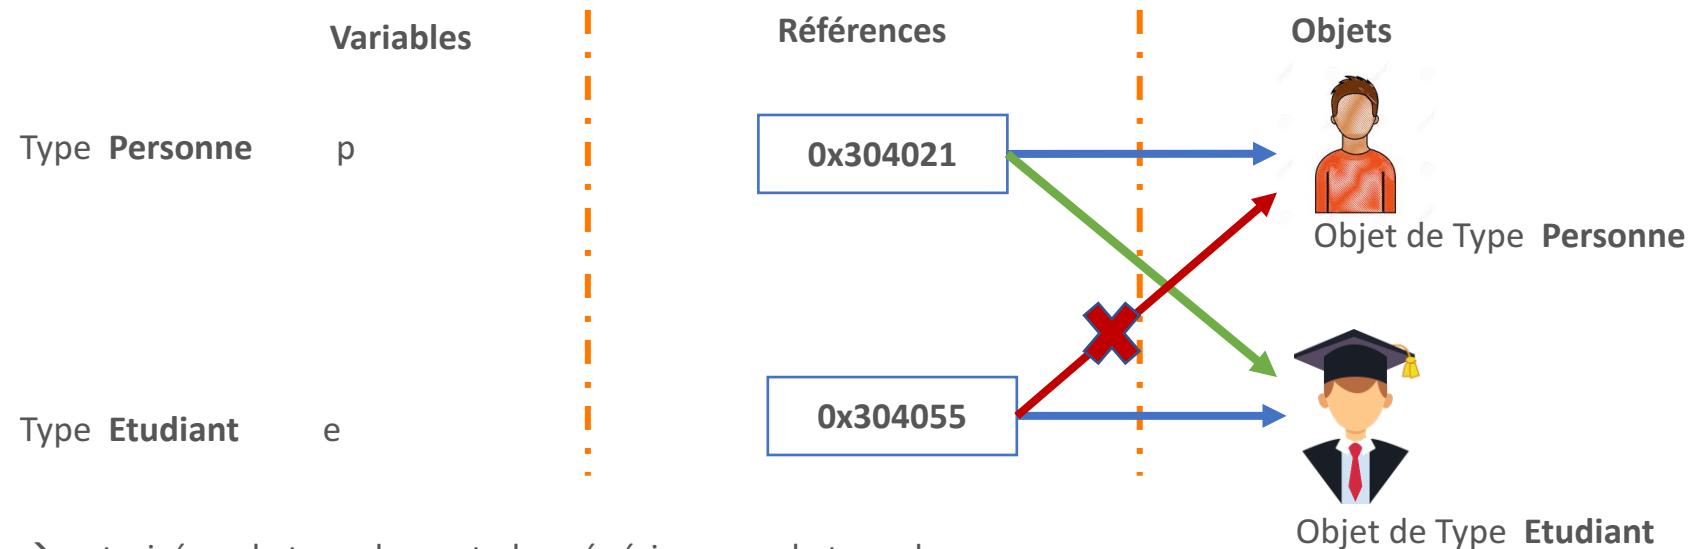 Variables Références Objets
Type Personne p 0x304021
Objet de Type Personne
Type Etudiant e 0x304055
Objet de Type Etudiant